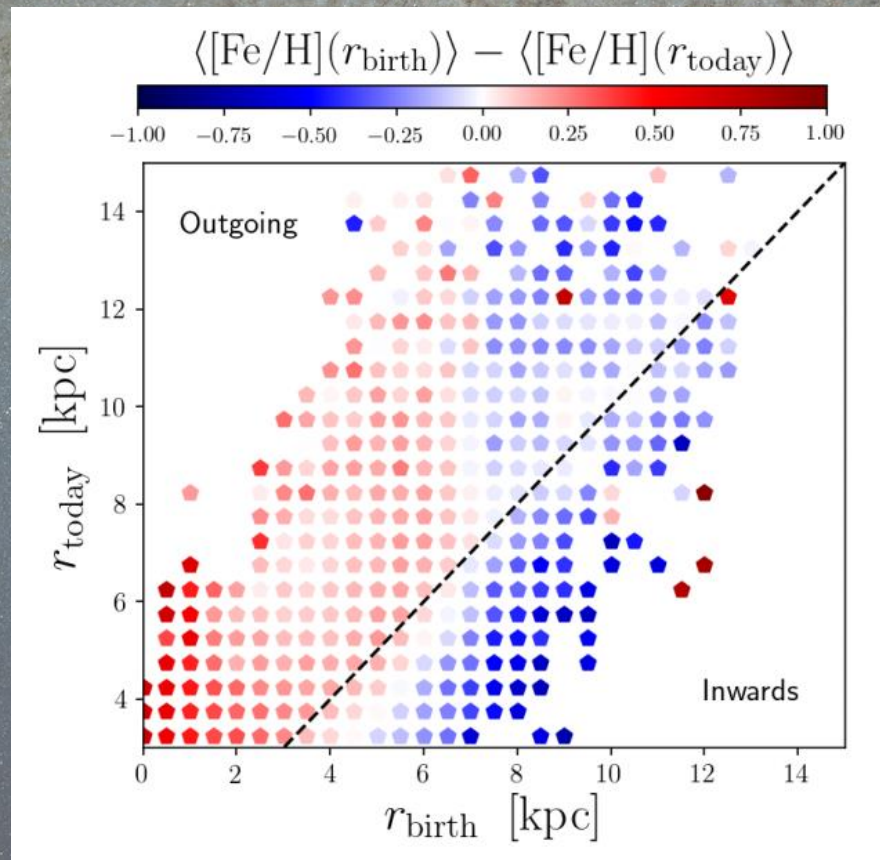 ⟨[Fe/H](r_birth)⟩ − ⟨[Fe/H](r_today)⟩
−1.00 −0.75 −0.50 −0.25 0.00 0.25 0.50 0.75 1.00
Outgoing
14
12
10
8
6
4
r_today [kpc]
Inwards
0 2 4 6 8 10 12 14
r_birth [kpc]